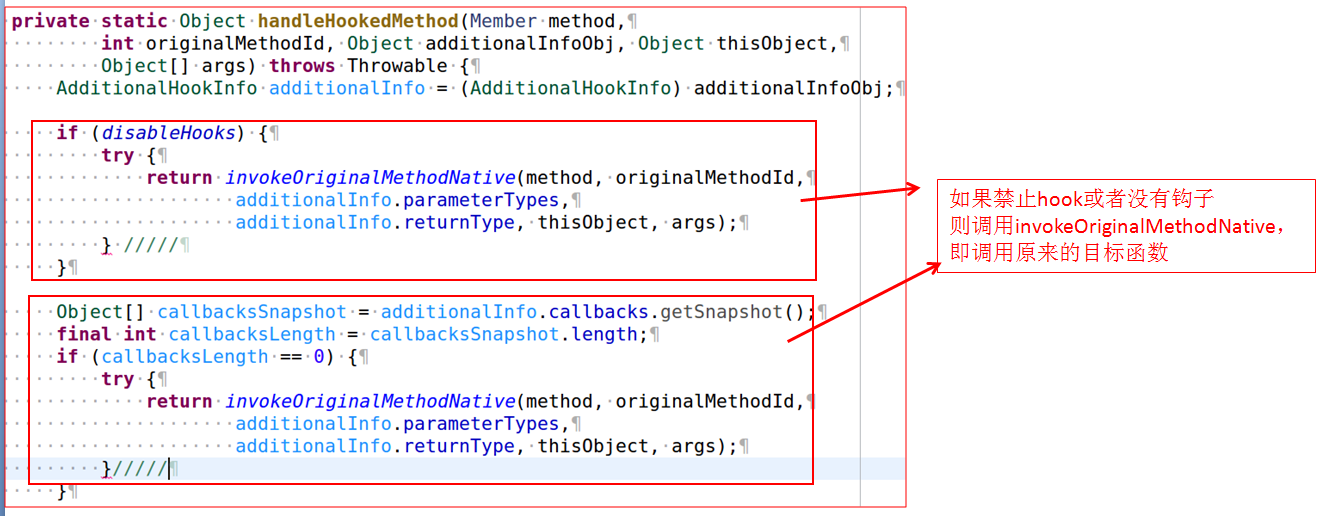 private static Object handleHookedMethod(Member method,¶
int originalMethodId, Object additionalInfoObj, Object thisObject,¶
Object[] args) throws Throwable {¶
AdditionalHookInfo additionalInfo = (AdditionalHookInfo) additionalInfoObj;¶
if (disableHooks) {¶
try {¶
return invokeOriginalMethodNative(method, originalMethodId,¶
additionalInfo.parameterTypes,¶
additionalInfo.returnType, thisObject, args);¶
} /////¶
}¶
Object[] callbacksSnapshot = additionalInfo.callbacks.getSnapshot();¶
final int callbacksLength = callbacksSnapshot.length;¶
if (callbacksLength == 0) {¶
try {¶
return invokeOriginalMethodNative(method, originalMethodId,¶
additionalInfo.parameterTypes,¶
additionalInfo.returnType, thisObject, args);¶
}/////¶
}¶
如果禁止hook或者没有钩子
则调用invokeOriginalMethodNative，
即调用原来的目标函数